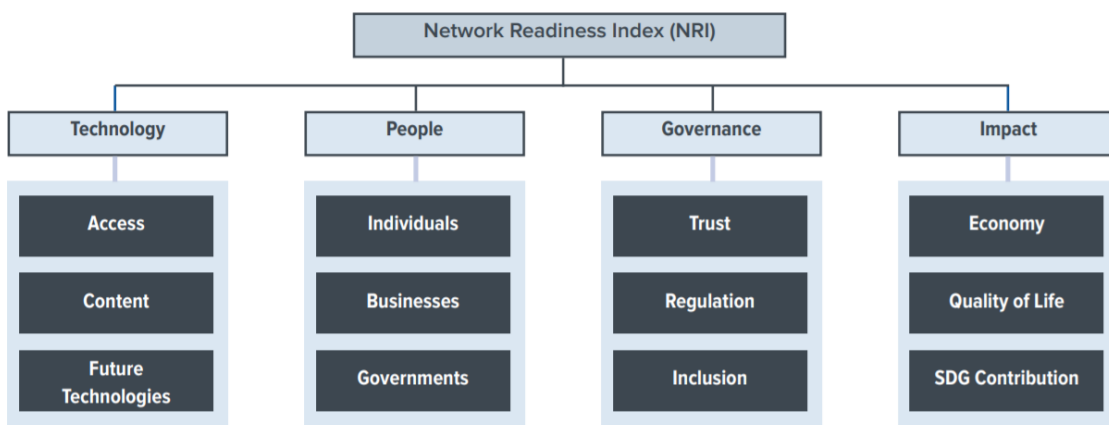 Network Readiness Index (NRI)
Technology
People
Governance
Impact
Access
Individuals
Trust
Economy
Content
Businesses
Regulation
Quality of Life
Future
Technologies
Governments
Inclusion
SDG Contribution